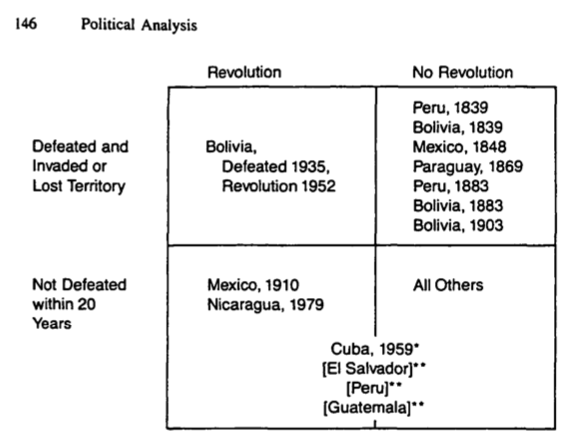 146 Political Analysis
Revolution No Revolution
Defeated and
Invaded or
Lost Territory
Bolivia,
Defeated 1935,
Revolution 1952
Peru, 1839
Bolivia, 1839
Mexico, 1848
Paraguay, 1869
Peru, 1883
Bolivia, 1883
Bolivia, 1903
Not Defeated
within 20
Years
Mexico, 1910
Nicaragua, 1979
All Others
Cuba, 1959*
[El Salvador]**
[Peru]**
[Guatemala]**